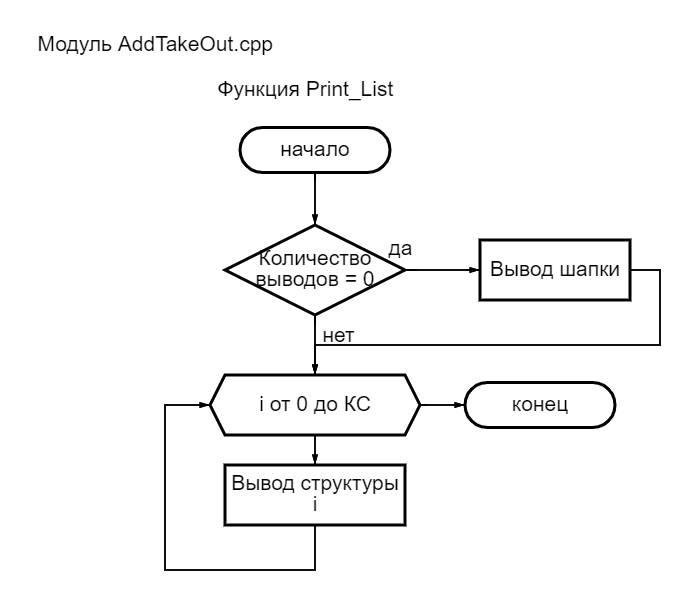 Модуль AddTakeOut.cpp
Функция Print_List
начало
Количество
выводов = 0
да
Вывод шапки
нет
i от 0 до КС
конец
Вывод структуры
i